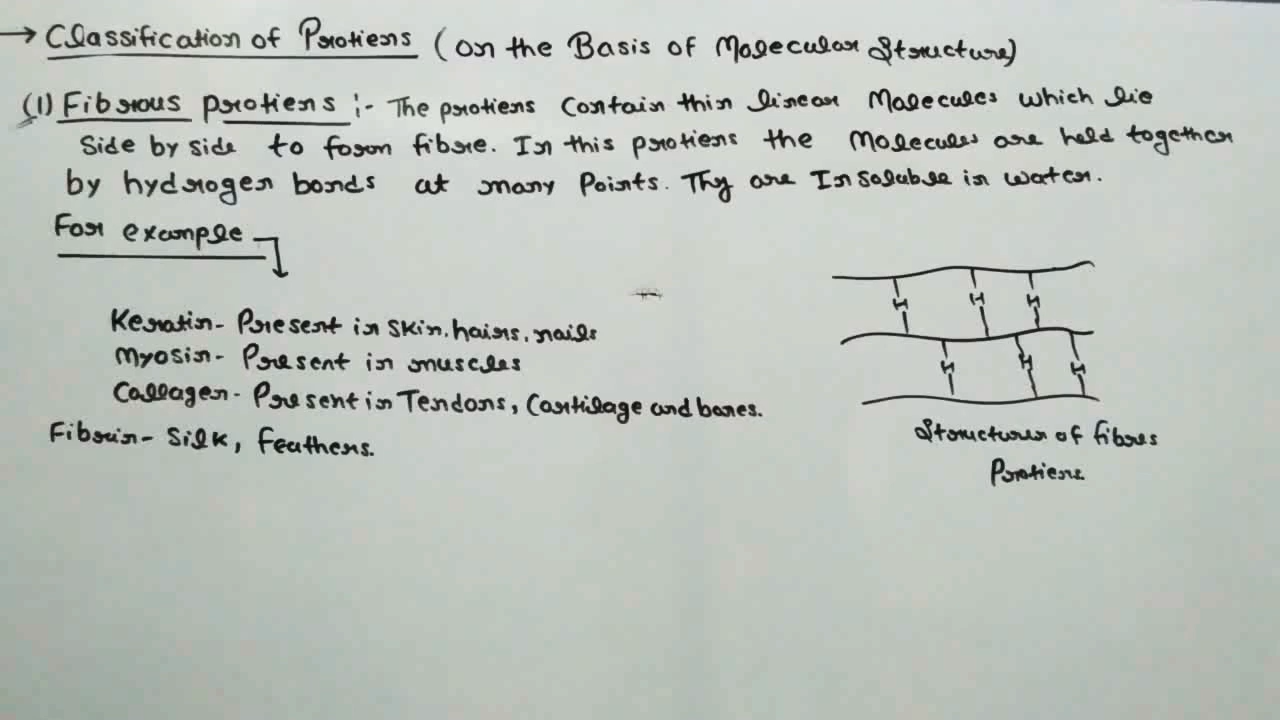 → Classification of Protiens (on the Basis of Molecular Structure)
(1) Fibrous protiens :- The protiens contain thin linear Molecules which lie
side by side to form fibre. In this protiens the Molecules are held together
by hydrogen bonds at many Points. Thy are Insoluble in water.
For example
Keratin - Present in skin, hairs, nails
Myosin - Present in muscles
Collagen - Present in Tendons, Cartilage and bones.
Fibroin - Silk, Feathers.
H H H
H H H
Structures of fibres
Protiens.